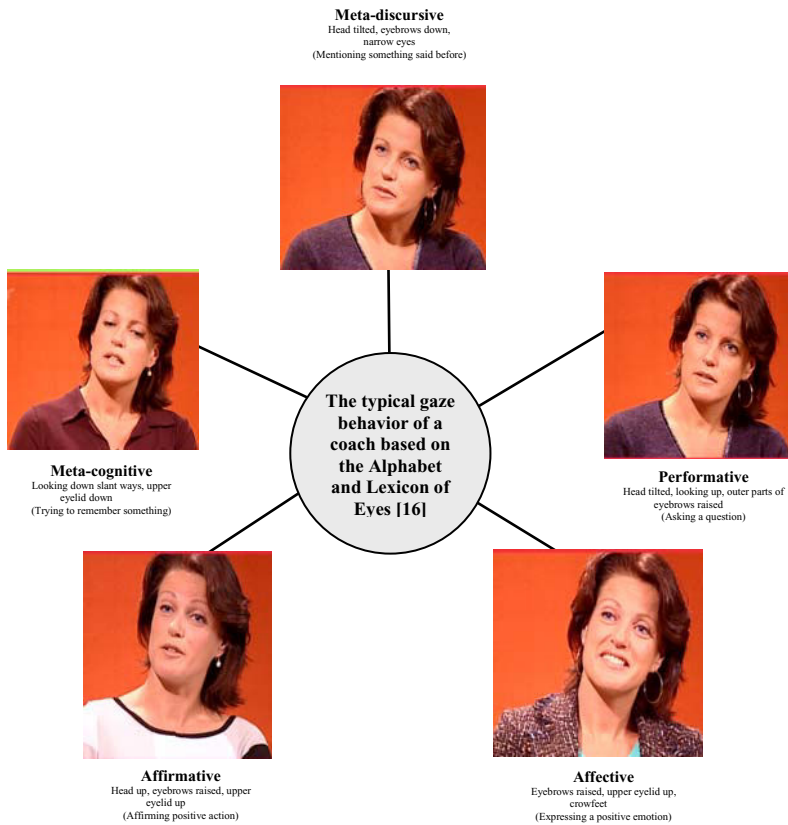 Meta-discursive
Head tilted, eyebrows down,
narrow eyes
(Mentioning something said before)
The typical gaze
behavior of a
coach based on
the Alphabet
and Lexicon of
Eyes [16]
Meta-cognitive
Looking down slant ways, upper
eyelid down
(Trying to remember something)
Performative
Head tilted, looking up, outer parts of
eyebrows raised
(Asking a question)
Affirmative
Head up, eyebrows raised, upper
eyelid up
(Affirming positive action)
Affective
Eyebrows raised, upper eyelid up,
crowfeet
(Expressing a positive emotion)